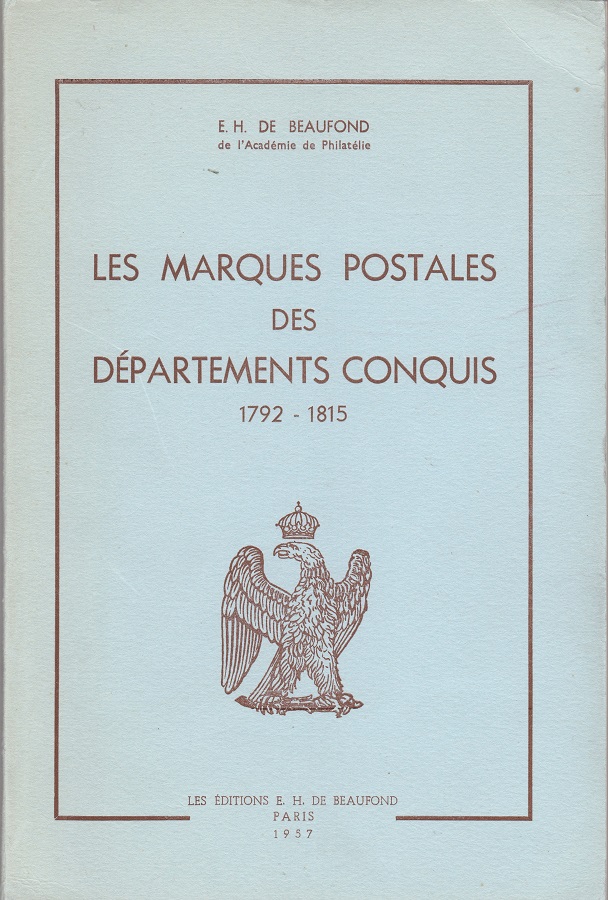 E. H. DE BEAUFOND
de l'Académie de Philatélie
LES MARQUES POSTALES
DES
DÉPARTEMENTS CONQUIS
1792 - 1815
LES ÉDITIONS E. H. DE BEAUFOND
PARIS
1957